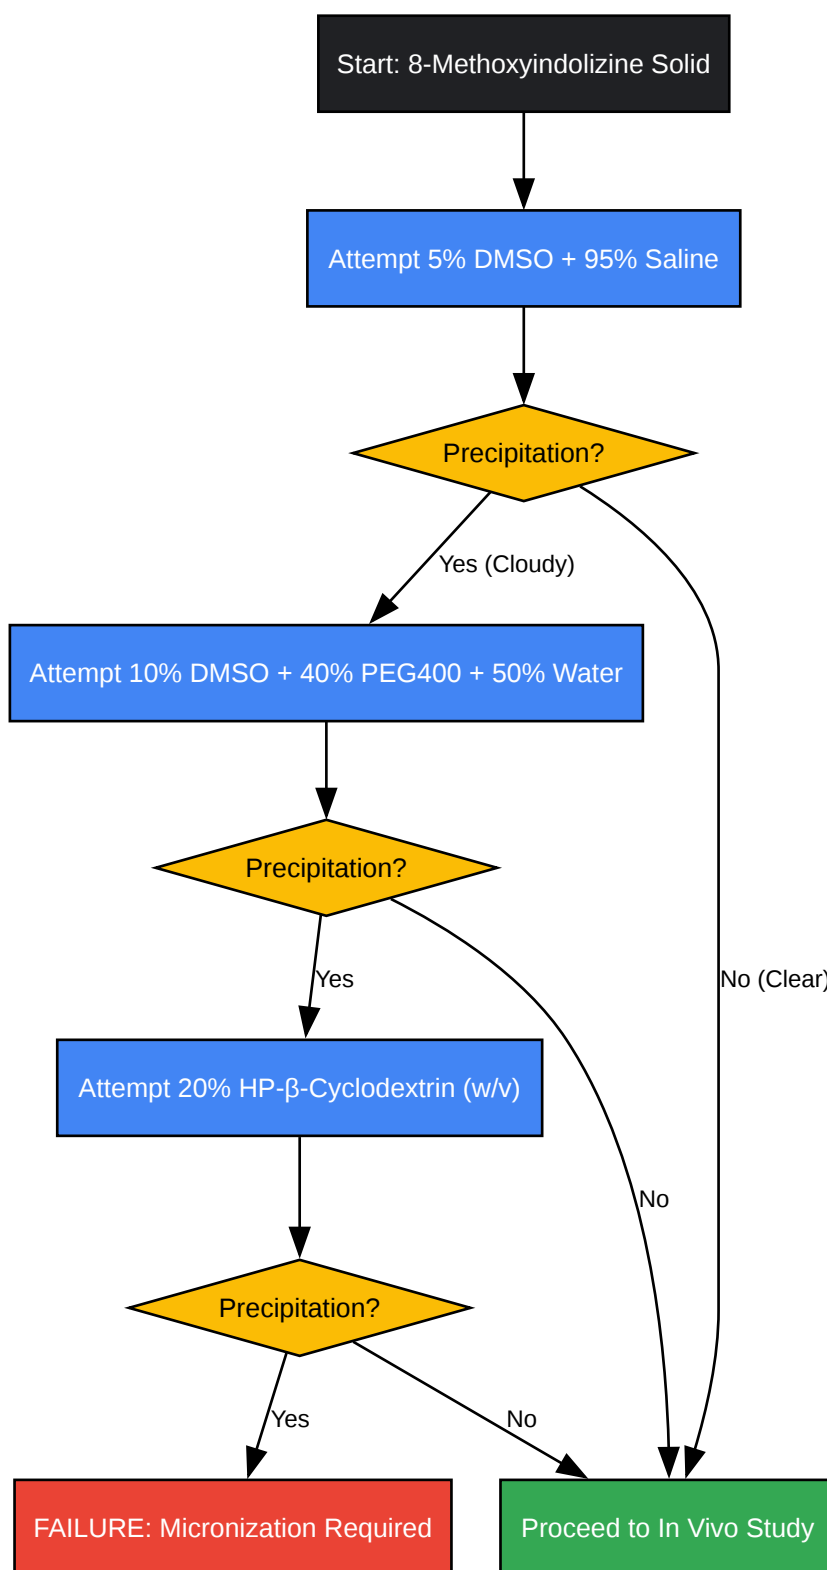 Start: 8-Methoxyindolizine Solid
Attempt 5% DMSO + 95% Saline
Precipitation?
Yes (Cloudy)
Attempt 10% DMSO + 40% PEG400 + 50% Water
Precipitation?
Yes
No (Clear)
Attempt 20% HP-β-Cyclodextrin (w/v)
No
Precipitation?
Yes
No
FAILURE: Micronization Required
Proceed to In Vivo Study